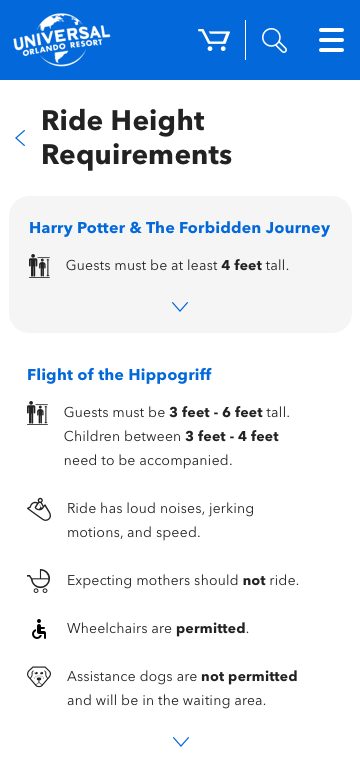 UNIVERSAL
ORLANDO RESORT
Ride Height
Requirements
Harry Potter & The Forbidden Journey
Guests must be at least 4 feet tall.
Flight of the Hippogriff
Guests must be 3 feet - 6 feet tall.
Children between 3 feet - 4 feet
need to be accompanied.
Ride has loud noises, jerking
motions, and speed.
Expecting mothers should not ride.
Wheelchairs are permitted.
Assistance dogs are not permitted
and will be in the waiting area.